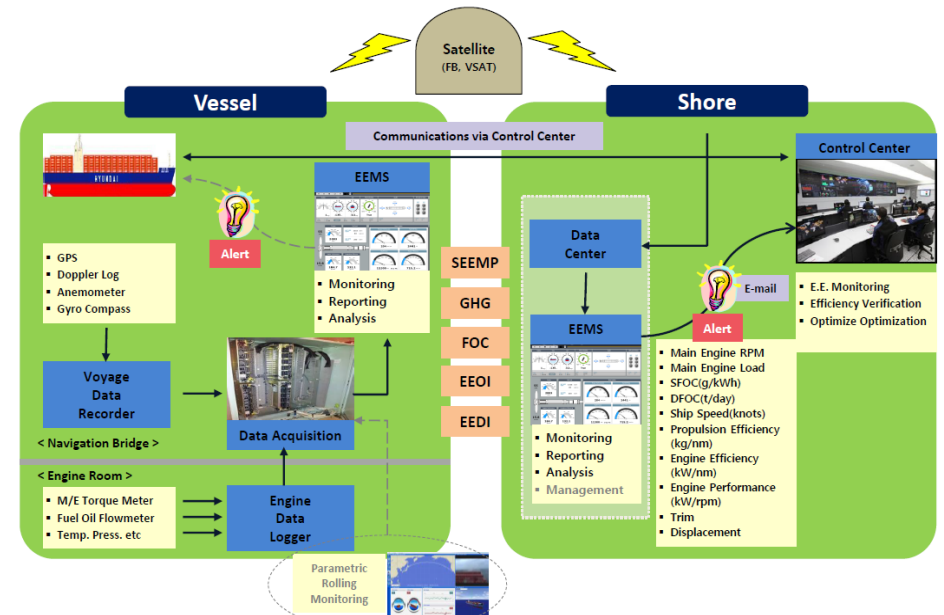 Satellite
(FB, VSAT)
Vessel
Shore
Communications via Control Center
HYUNDAI
EEMS
Control Center
Alert
▪ GPS
▪ Doppler Log
▪ Anemometer
▪ Gyro Compass
▪ Monitoring
▪ Reporting
▪ Analysis
Voyage
Data
Recorder
Data Acquisition
< Navigation Bridge >
< Engine Room >
▪ M/E Torque Meter
▪ Fuel Oil Flowmeter
▪ Temp. Press. etc
Engine
Data
Logger
Parametric
Rolling
Monitoring
SEEMP
GHG
FOC
EEOI
EEDI
Data
Center
EEMS
▪ Monitoring
▪ Reporting
▪ Analysis
▪ Management
E-mail
Alert
▪ E.E. Monitoring
▪ Efficiency Verification
▪ Optimize Optimization
▪ Main Engine RPM
▪ Main Engine Load
▪ SFOC(g/kWh)
▪ DFOC(t/day)
▪ Ship Speed(knots)
▪ Propulsion Efficiency
(kg/nm)
▪ Engine Efficiency
(kW/nm)
▪ Engine Performance
(kW/rpm)
▪ Trim
▪ Displacement